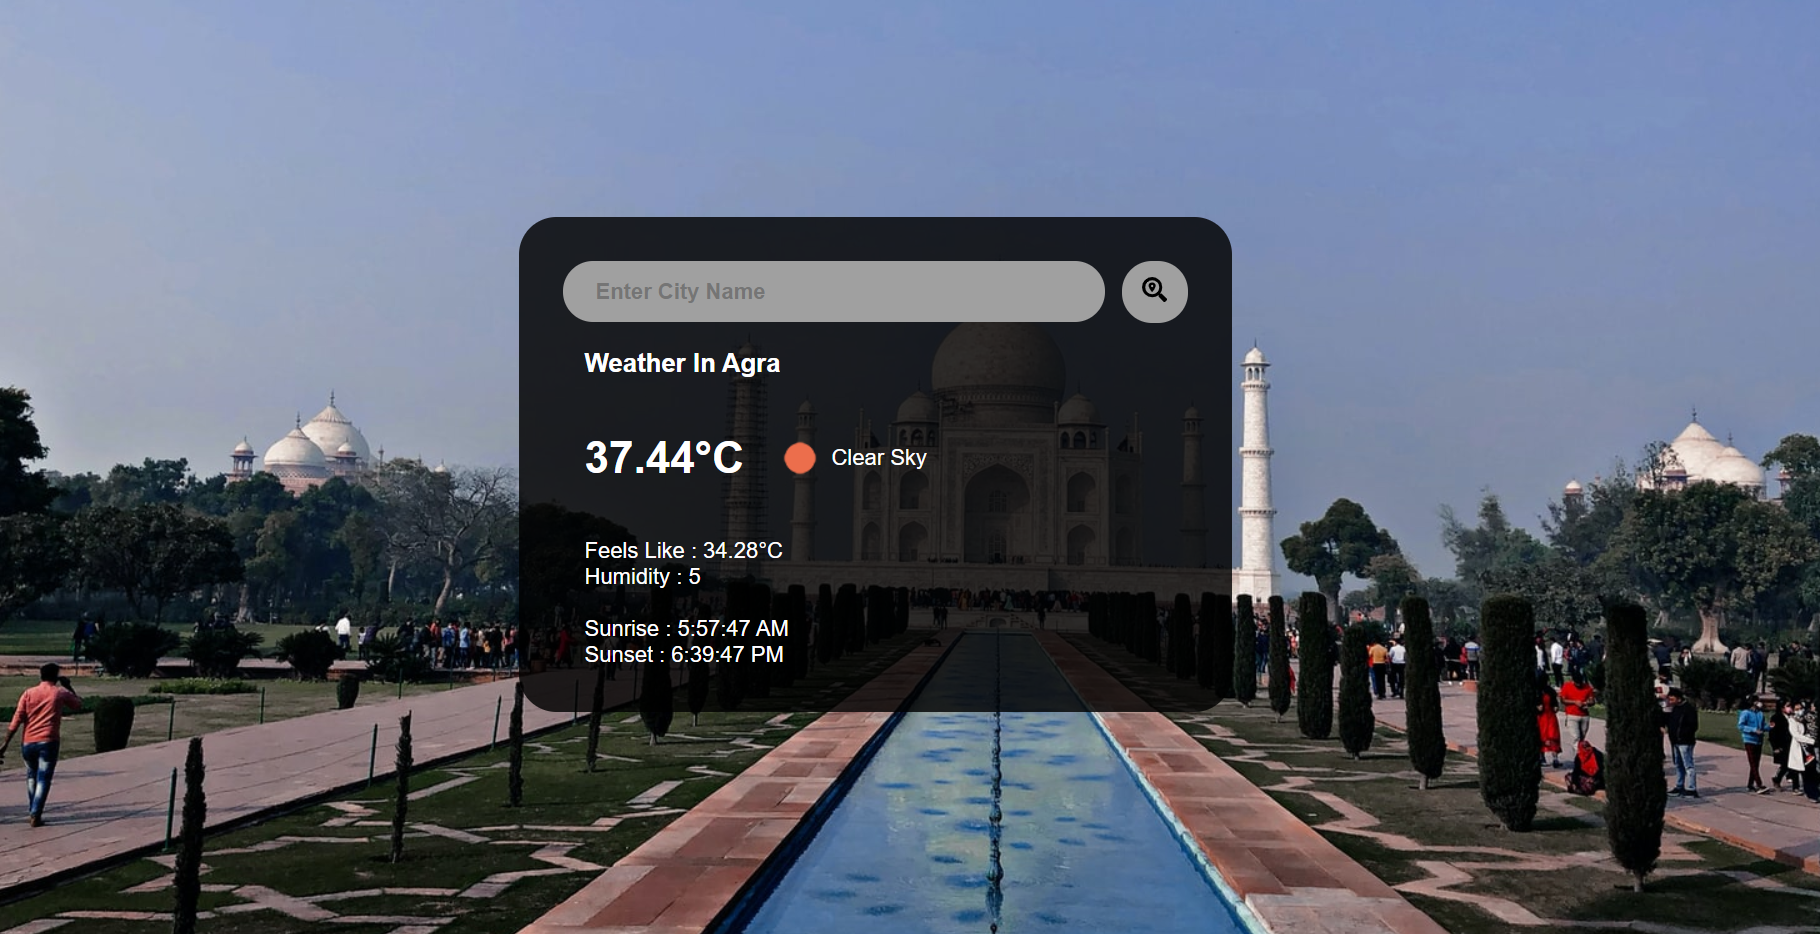 Enter City Name
Weather In Agra
37.44°C Clear Sky
Feels Like : 34.28°C
Humidity : 5
Sunrise : 5:57:47 AM
Sunset : 6:39:47 PM